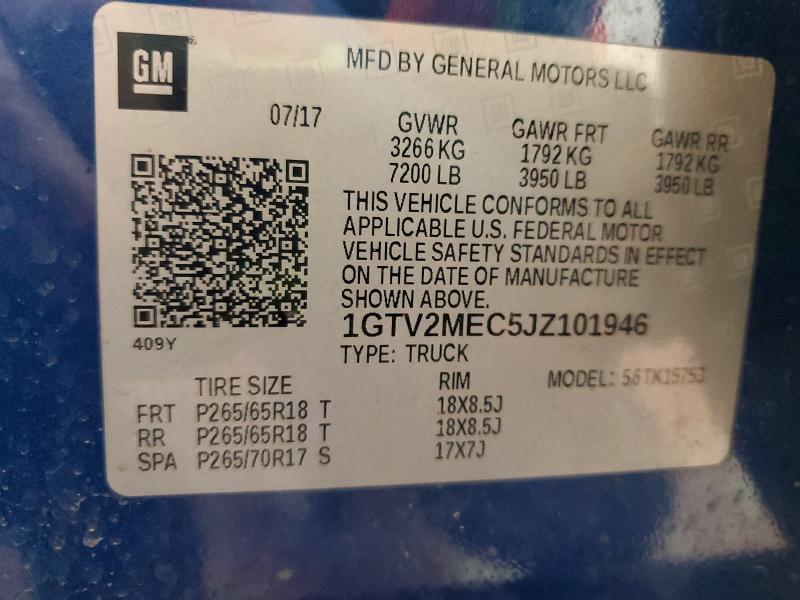 GM
MFD BY GENERAL MOTORS LLC
07/17
GVWR GAWR FRT GAWR RR
3266 KG 1792 KG 1792 KG
7200 LB 3950 LB 3950 LB
THIS VEHICLE CONFORMS TO ALL
APPLICABLE U.S. FEDERAL MOTOR
VEHICLE SAFETY STANDARDS IN EFFECT
ON THE DATE OF MANUFACTURE
SHOWN ABOVE.
1GTV2MEC5JZ101946
409Y
TYPE: TRUCK
TIRE SIZE RIM MODEL:
FRT P265/65R18 T 18X8.5J
RR P265/65R18 T 18X8.5J
SPA P265/70R17 S 17X7J